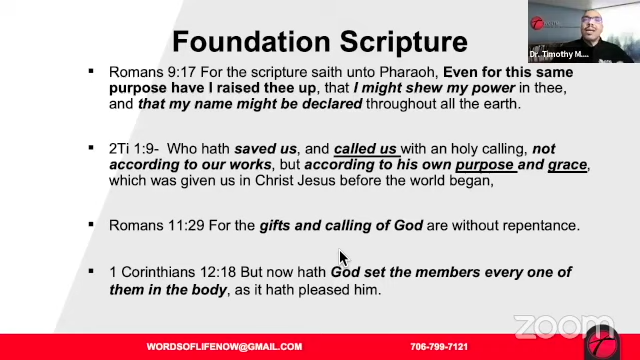 Foundation Scripture
Dr. Timothy M....
▪ Romans 9:17 For the scripture saith unto Pharaoh, Even for this same
purpose have I raised thee up, that I might shew my power in thee,
and that my name might be declared throughout all the earth.
▪ 2Ti 1:9- Who hath saved us, and called us with an holy calling, not
according to our works, but according to his own purpose and grace,
which was given us in Christ Jesus before the world began,
▪ Romans 11:29 For the gifts and calling of God are without repentance.
▪ 1 Corinthians 12:18 But now hath God set the members every one of
them in the body, as it hath pleased him.
zoom
WORDSOFLIFENOW@GMAIL.COM 706-799-7121